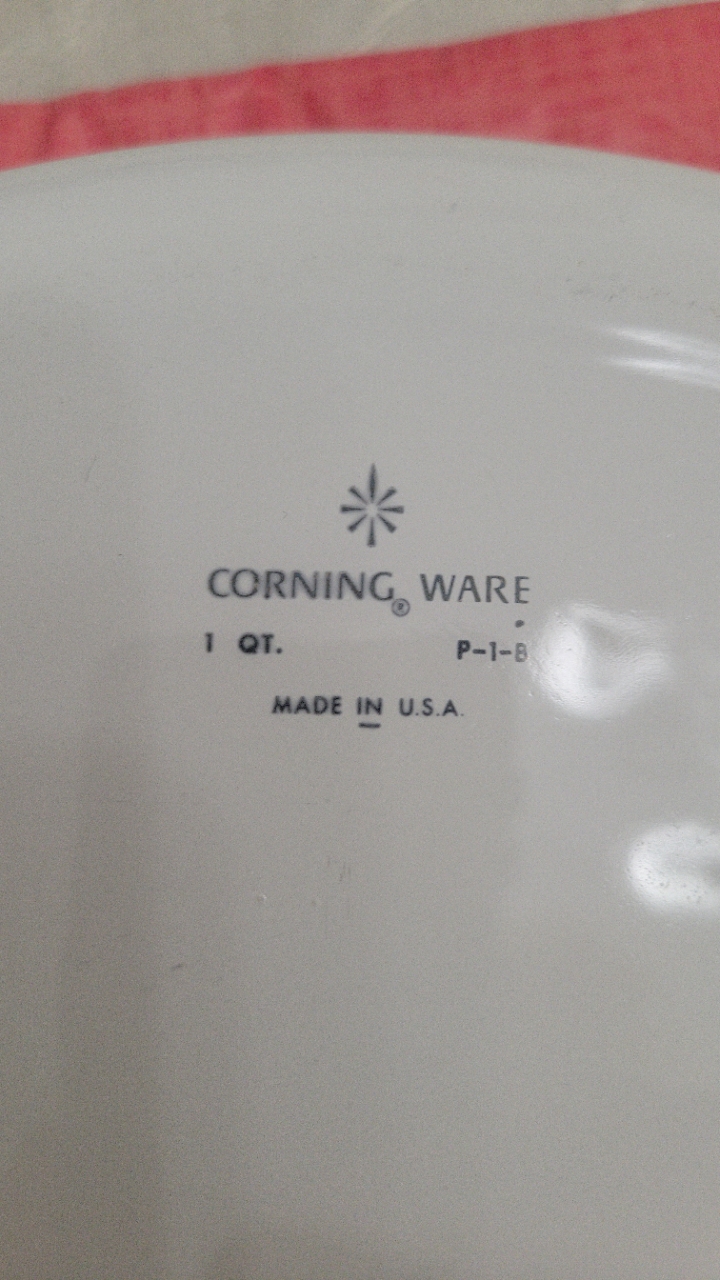 CORNING® WARE
1 QT. P-1-B
MADE IN U.S.A.